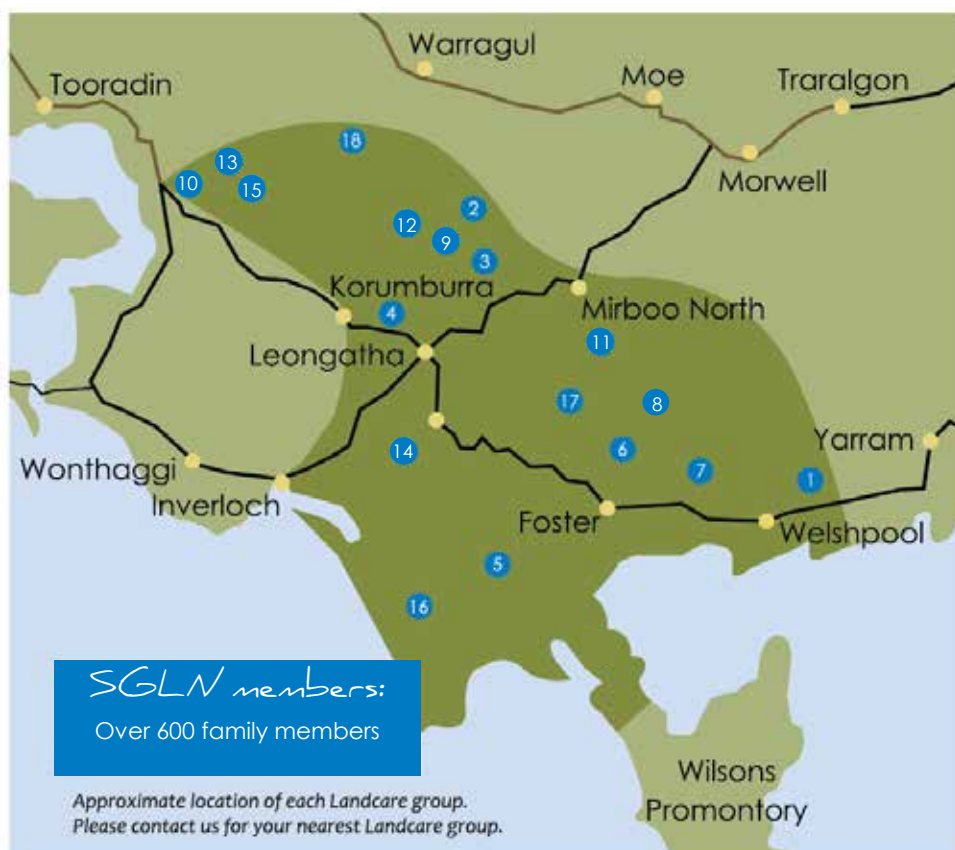 Warragul
Tooradin
Moe
Traralgon
18
13
Morwell
10
15
2
12
9
3
Korumburra
Mirboo North
4
11
Leongatha
17
8
Yarram
14
6
Wonthaggi
7
1
Inverloch
Foster
Welshpool
5
16
SGLN members:
Over 600 family members
Wilsons
Promontory
Approximate location of each Landcare group.
Please contact us for your nearest Landcare group.